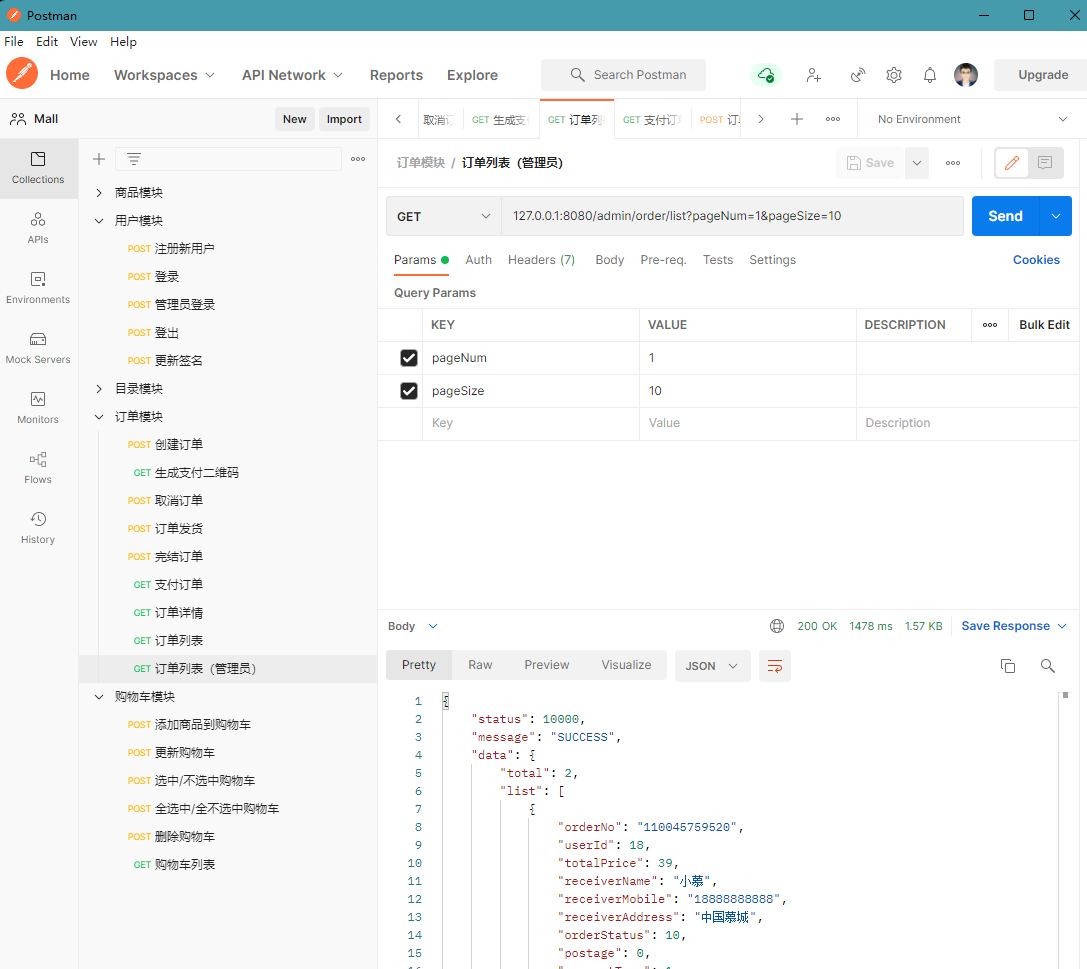 Postman
File Edit View Help
Home Workspaces API Network Reports Explore Search Postman Upgrade
Mall New Import
取消订 GET 生成支 GET 订单列 GET 支付订 POST 订 No Environment
Collections
APIs
Environments
Mock Servers
Monitors
Flows
History
商品模块
用户模块
POST 注册新用户
POST 登录
POST 管理员登录
POST 登出
POST 更新签名
目录模块
订单模块
POST 创建订单
GET 生成支付二维码
POST 取消订单
POST 订单发货
POST 完结订单
GET 支付订单
GET 订单详情
GET 订单列表
GET 订单列表（管理员）
购物车模块
POST 添加商品到购物车
POST 更新购物车
POST 选中/不选中购物车
POST 全选中/全不选中购物车
POST 删除购物车
GET 购物车列表
订单模块 / 订单列表（管理员） Save
GET 127.0.0.1:8080/admin/order/list?pageNum=1&pageSize=10 Send
Params Auth Headers (7) Body Pre-req. Tests Settings Cookies
Query Params
KEY VALUE DESCRIPTION Bulk Edit
pageNum 1
pageSize 10
Key Value Description
Body 200 OK 1478 ms 1.57 KB Save Response
Pretty Raw Preview Visualize JSON
1 {
2 "status": 10000,
3 "message": "SUCCESS",
4 "data": {
5 "total": 2,
6 "list": [
7 {
8 "orderNo": "110045759520",
9 "userId": 18,
10 "totalPrice": 39,
11 "receiverName": "小慕",
12 "receiverMobile": "18888888888",
13 "receiverAddress": "中国慕城",
14 "orderStatus": 10,
15 "postage": 0,